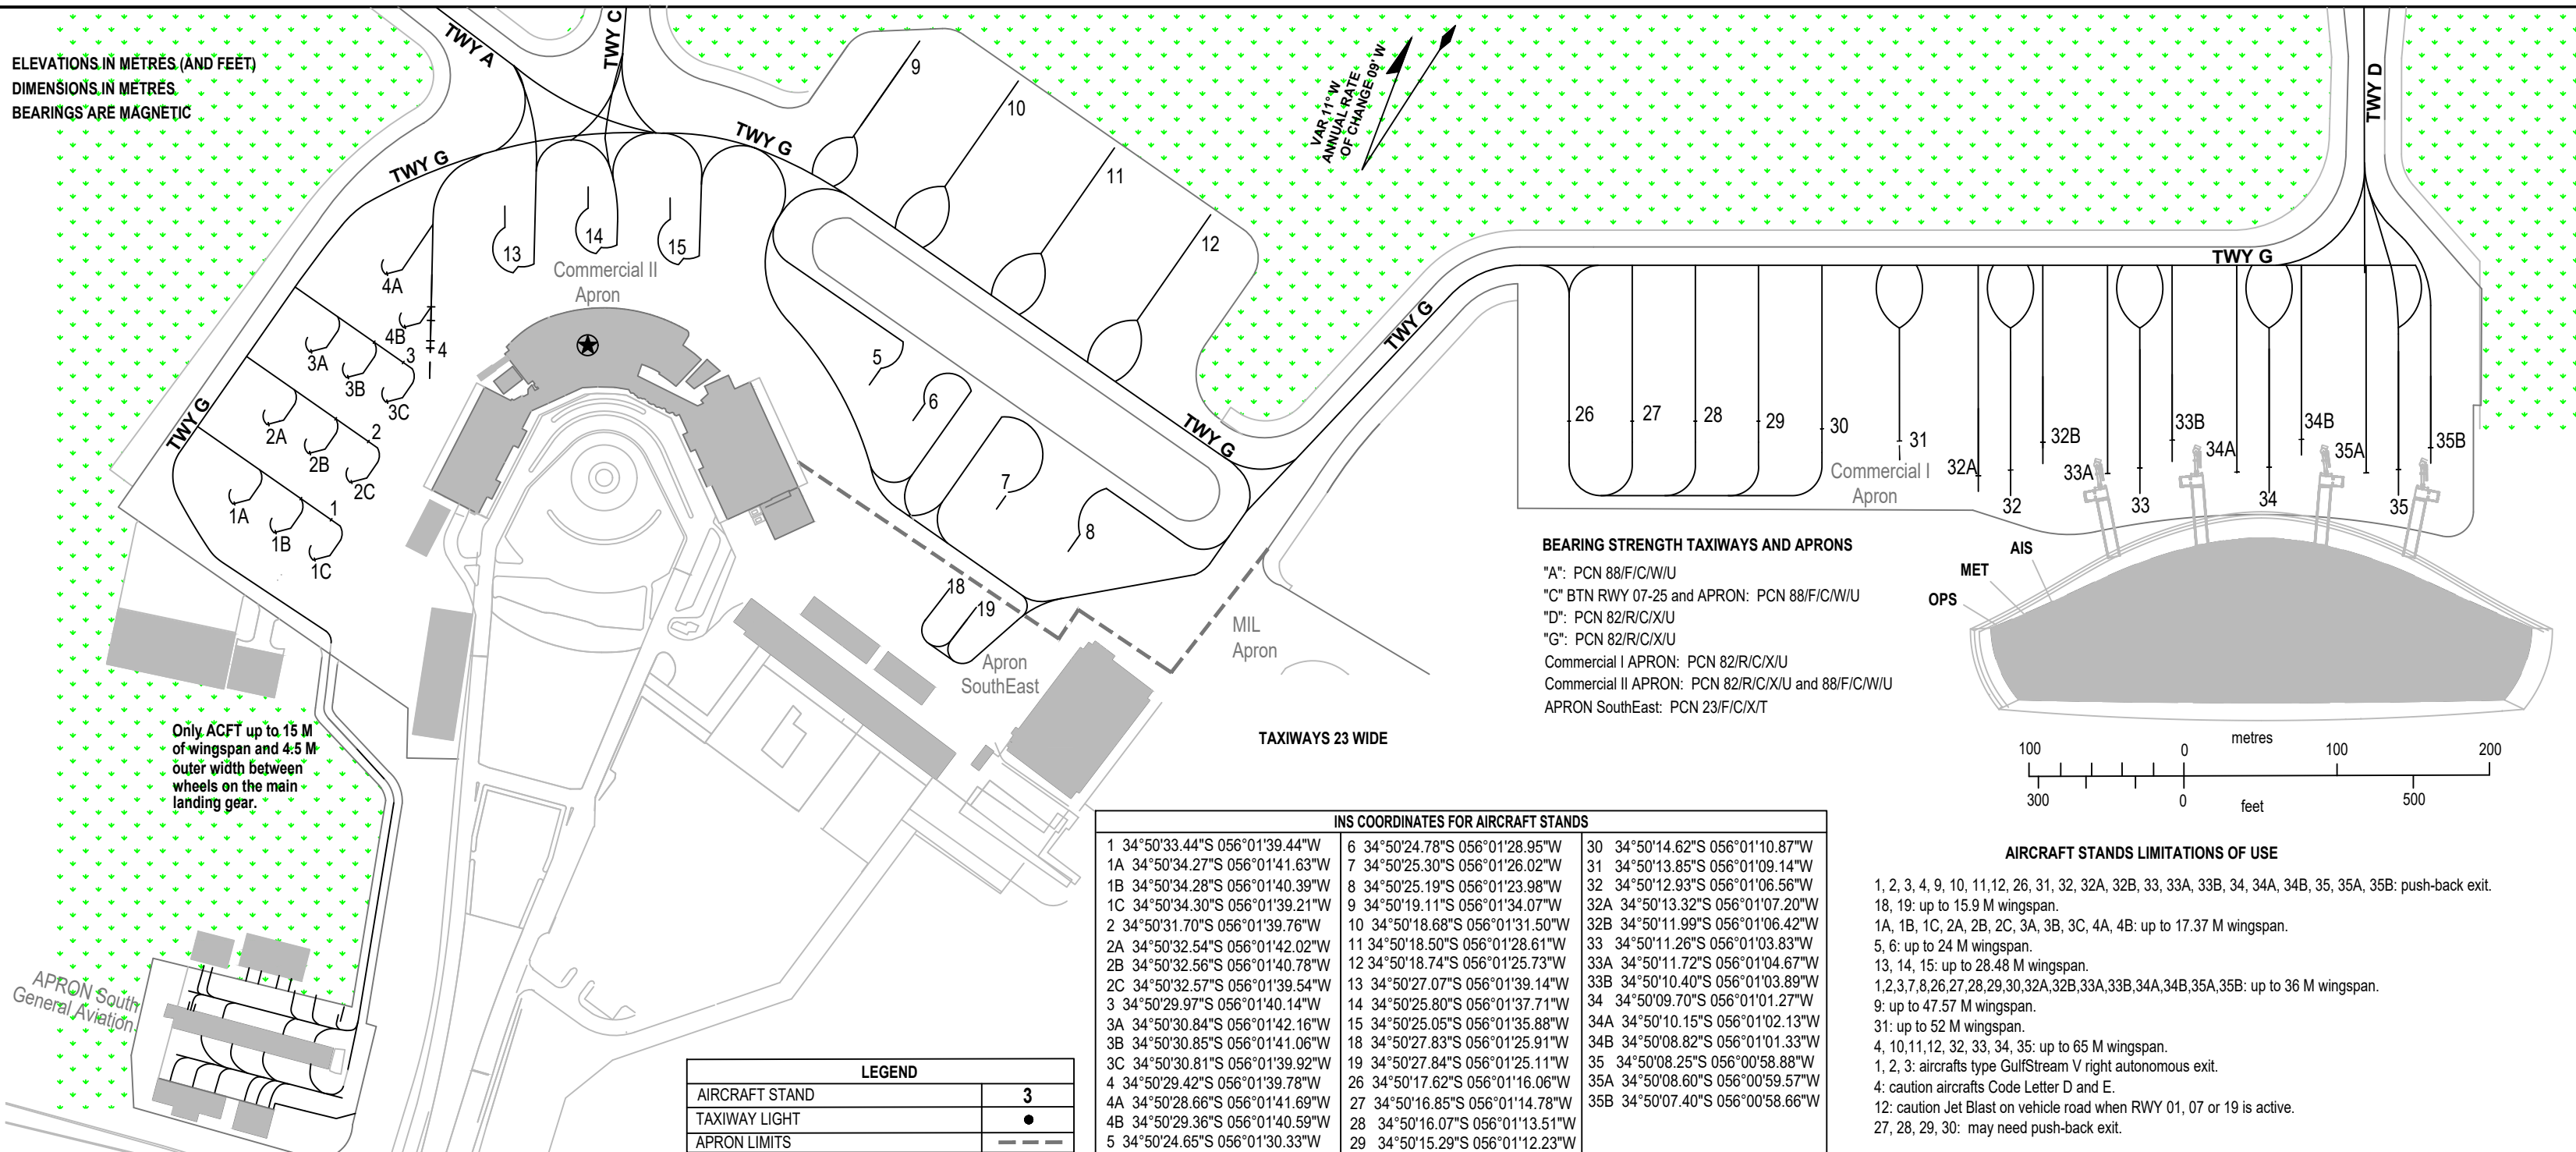 ELEVATIONS IN METRES (AND FEET)
DIMENSIONS IN METRES
BEARINGS ARE MAGNETIC
TWY A
TWY C
TWY G
TWY G
TWY G
TWY G
TWY G
TWY G
TWY D
VAR 11° W
ANNUAL RATE
OF CHANGE 09' W
9
10
11
12
13
14
15
Commercial II
Apron
4A
4B
4
3A
3B
3
3C
2A
2B
2
2C
1A
1B
1
1C
5
6
7
8
18
19
Apron
SouthEast
MIL
Apron
26
27
28
29
30
31
32A
32
32B
33A
33
33B
34A
34
34B
35A
35
35B
Commercial I
Apron
AIS
MET
OPS
BEARING STRENGTH TAXIWAYS AND APRONS
"A": PCN 88/F/C/W/U
"C" BTN RWY 07-25 and APRON: PCN 88/F/C/W/U
"D": PCN 82/R/C/X/U
"G": PCN 82/R/C/X/U
Commercial I APRON: PCN 82/R/C/X/U
Commercial II APRON: PCN 82/R/C/X/U and 88/F/C/W/U
APRON SouthEast: PCN 23/F/C/X/T
TAXIWAYS 23 WIDE
Only ACFT up to 15 M
of wingspan and 4.5 M
outer width between
wheels on the main
landing gear.
APRON South
General Aviation
metres
100 0 100 200
300 0 500
feet
INS COORDINATES FOR AIRCRAFT STANDS
1 34°50'33.44"S 056°01'39.44"W
1A 34°50'34.27"S 056°01'41.63"W
1B 34°50'34.28"S 056°01'40.39"W
1C 34°50'34.30"S 056°01'39.21"W
2 34°50'31.70"S 056°01'39.76"W
2A 34°50'32.54"S 056°01'42.02"W
2B 34°50'32.56"S 056°01'40.78"W
2C 34°50'32.57"S 056°01'39.54"W
3 34°50'29.97"S 056°01'40.14"W
3A 34°50'30.84"S 056°01'42.16"W
3B 34°50'30.85"S 056°01'41.06"W
3C 34°50'30.81"S 056°01'39.92"W
4 34°50'29.42"S 056°01'39.78"W
4A 34°50'28.66"S 056°01'41.69"W
4B 34°50'29.36"S 056°01'40.59"W
5 34°50'24.65"S 056°01'30.33"W
6 34°50'24.78"S 056°01'28.95"W
7 34°50'25.30"S 056°01'26.02"W
8 34°50'25.19"S 056°01'23.98"W
9 34°50'19.11"S 056°01'34.07"W
10 34°50'18.68"S 056°01'31.50"W
11 34°50'18.50"S 056°01'28.61"W
12 34°50'18.74"S 056°01'25.73"W
13 34°50'27.07"S 056°01'39.14"W
14 34°50'25.80"S 056°01'37.71"W
15 34°50'25.05"S 056°01'35.88"W
18 34°50'27.83"S 056°01'25.91"W
19 34°50'27.84"S 056°01'25.11"W
26 34°50'17.62"S 056°01'16.06"W
27 34°50'16.85"S 056°01'14.78"W
28 34°50'16.07"S 056°01'13.51"W
29 34°50'15.29"S 056°01'12.23"W
30 34°50'14.62"S 056°01'10.87"W
31 34°50'13.85"S 056°01'09.14"W
32 34°50'12.93"S 056°01'06.56"W
32A 34°50'13.32"S 056°01'07.20"W
32B 34°50'11.99"S 056°01'06.42"W
33 34°50'11.26"S 056°01'03.83"W
33A 34°50'11.72"S 056°01'04.67"W
33B 34°50'10.40"S 056°01'03.89"W
34 34°50'09.70"S 056°01'01.27"W
34A 34°50'10.15"S 056°01'02.13"W
34B 34°50'08.82"S 056°01'01.33"W
35 34°50'08.25"S 056°00'58.88"W
35A 34°50'08.60"S 056°00'59.57"W
35B 34°50'07.40"S 056°00'58.66"W
LEGEND
AIRCRAFT STAND 3
TAXIWAY LIGHT
APRON LIMITS
AIRCRAFT STANDS LIMITATIONS OF USE
1, 2, 3, 4, 9, 10, 11,12, 26, 31, 32, 32A, 32B, 33, 33A, 33B, 34, 34A, 34B, 35, 35A, 35B: push-back exit.
18, 19: up to 15.9 M wingspan.
1A, 1B, 1C, 2A, 2B, 2C, 3A, 3B, 3C, 4A, 4B: up to 17.37 M wingspan.
5, 6: up to 24 M wingspan.
13, 14, 15: up to 28.48 M wingspan.
1,2,3,7,8,26,27,28,29,30,32A,32B,33A,33B,34A,34B,35A,35B: up to 36 M wingspan.
9: up to 47.57 M wingspan.
31: up to 52 M wingspan.
4, 10,11,12, 32, 33, 34, 35: up to 65 M wingspan.
1, 2, 3: aircrafts type GulfStream V right autonomous exit.
4: caution aircrafts Code Letter D and E.
12: caution Jet Blast on vehicle road when RWY 01, 07 or 19 is active.
27, 28, 29, 30: may need push-back exit.